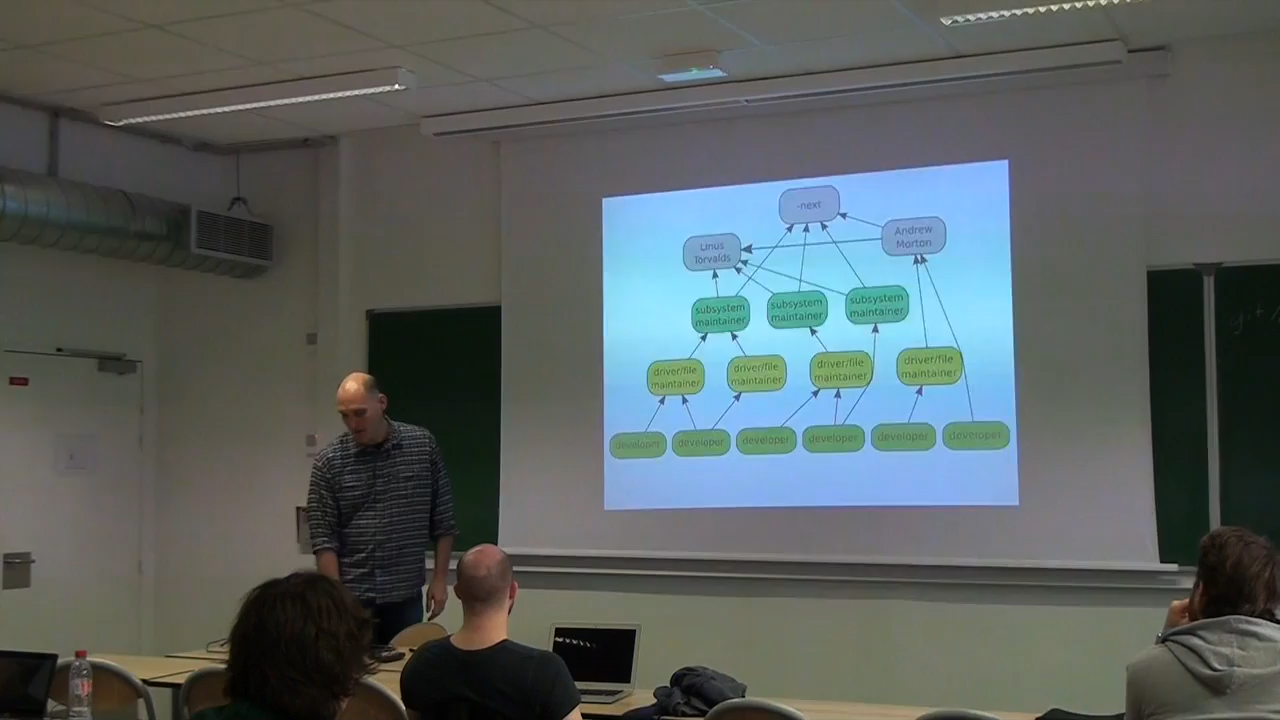 -next
Linus
Torvalds
Andrew
Morton
subsystem
maintainer
subsystem
maintainer
subsystem
maintainer
driver/file
maintainer
driver/file
maintainer
driver/file
maintainer
driver/file
maintainer
developer
developer
developer
developer
developer
developer